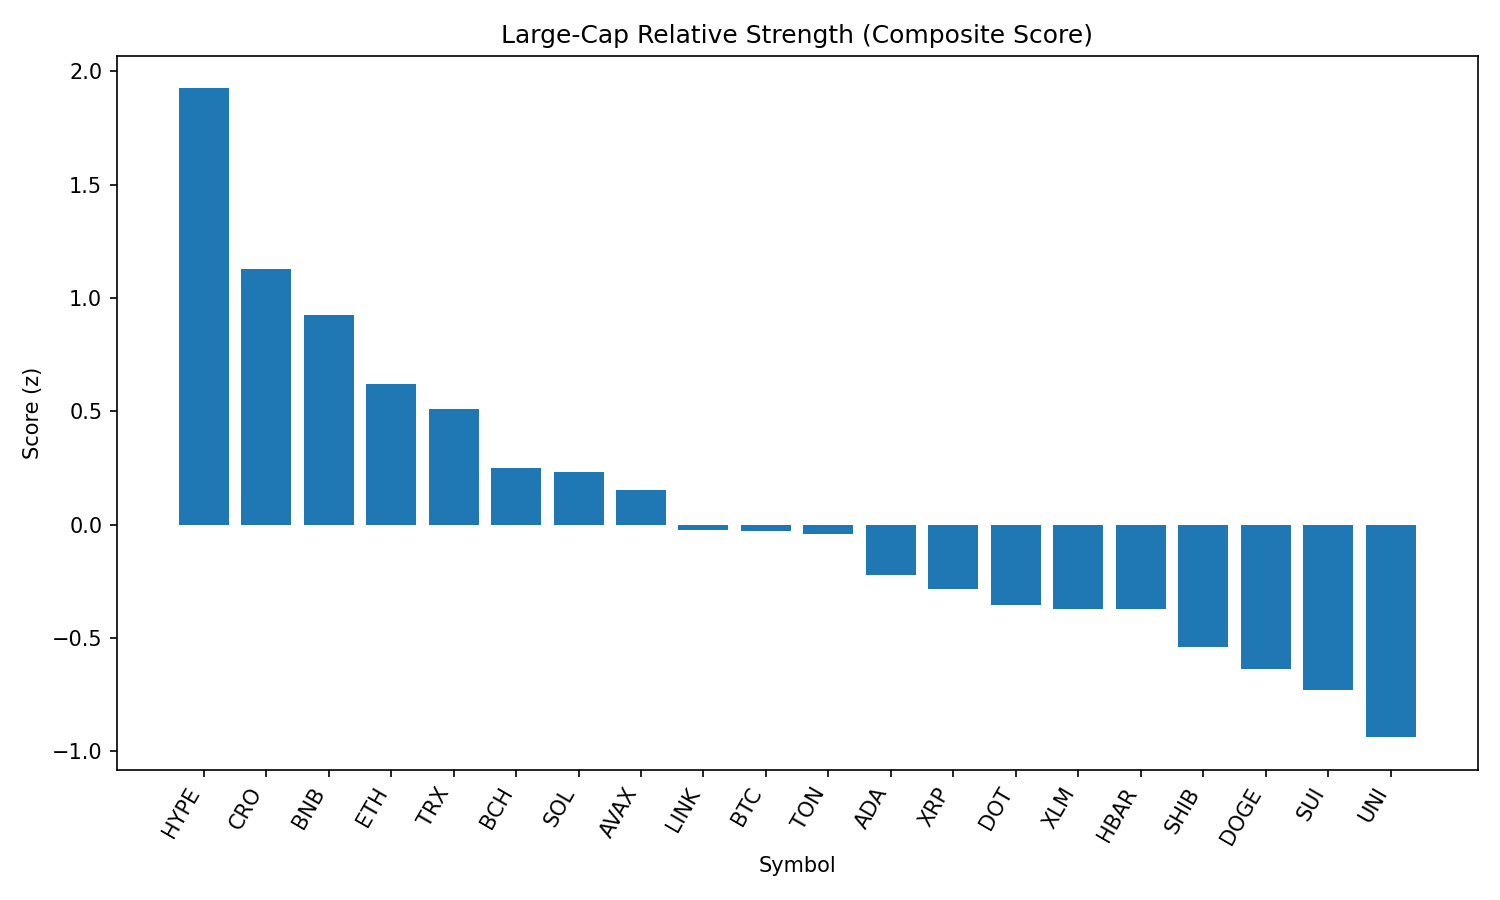 Large-Cap Relative Strength (Composite Score)
2.0
1.5
1.0
0.5
0.0
−0.5
−1.0
Score (z)
HYPE
CRO
BNB
ETH
TRX
BCH
SOL
AVAX
LINK
BTC
TON
ADA
XRP
DOT
XLM
HBAR
SHIB
DOGE
SUI
UNI
Symbol